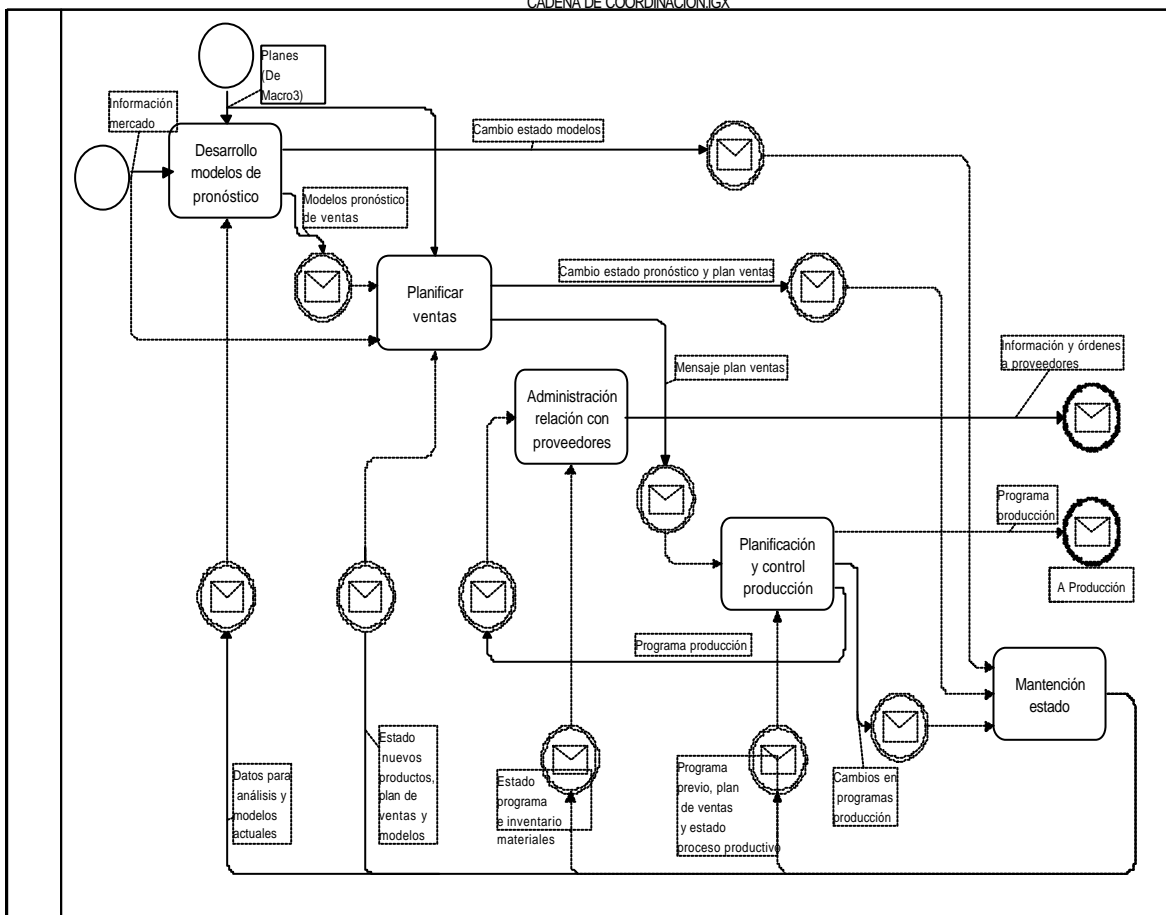 CADENA DE COORDINACION.IGX
Planes
(De
Macro3)
Información
mercado
Desarrollo
modelos de
pronóstico
Cambio estado modelos
Modelos pronóstico
de ventas
Planificar
ventas
Cambio estado pronóstico y plan ventas
Mensaje plan ventas
Información y órdenes
a proveedores
Administración
relación con
proveedores
Programa
producción
Planificación
y control
producción
A Producción
Programa producción
Mantención
estado
Datos para
análisis y
modelos
actuales
Estado
nuevos
productos,
plan de
ventas y
modelos
Estado
programa
e inventario
materiales
Programa
previo, plan
de ventas
y estado
proceso productivo
Cambios en
programas
producción